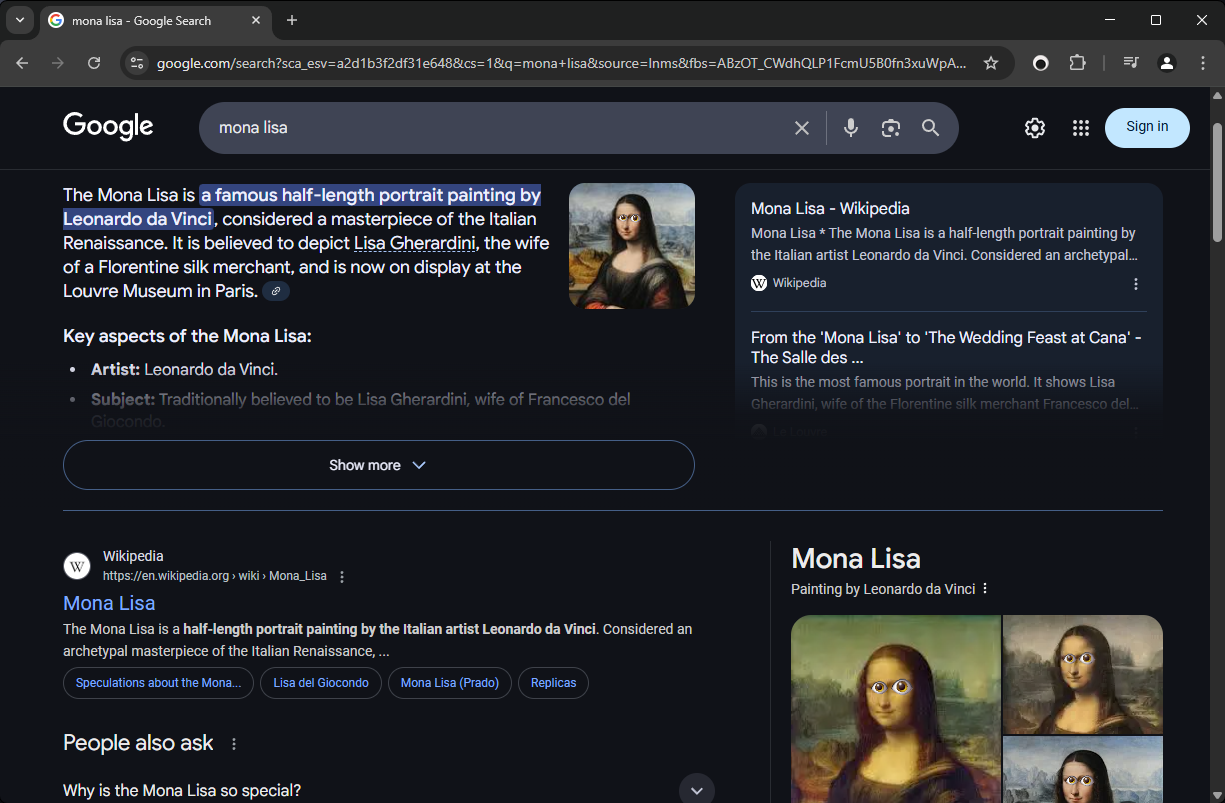 mona lisa - Google Search
google.com/search?sca_esv=a2d1b3f2df31e648&cs=1&q=mona+lisa&source=lnms&fbs=ABzOT_CWdhQLP1FcmU5B0fn3xuWpA...
Google
mona lisa
Sign in
The Mona Lisa is a famous half-length portrait painting by
Leonardo da Vinci, considered a masterpiece of the Italian
Renaissance. It is believed to depict Lisa Gherardini, the wife
of a Florentine silk merchant, and is now on display at the
Louvre Museum in Paris.
Key aspects of the Mona Lisa:
• Artist: Leonardo da Vinci.
• Subject: Traditionally believed to be Lisa Gherardini, wife of Francesco del
Giocondo.
Show more
Mona Lisa - Wikipedia
Mona Lisa * The Mona Lisa is a half-length portrait painting by
the Italian artist Leonardo da Vinci. Considered an archetypal...
W Wikipedia
From the 'Mona Lisa' to 'The Wedding Feast at Cana' -
The Salle des ...
This is the most famous portrait in the world. It shows Lisa
Gherardini, wife of the Florentine silk merchant Francesco del...
W
Wikipedia
https://en.wikipedia.org › wiki › Mona_Lisa
Mona Lisa
The Mona Lisa is a half-length portrait painting by the Italian artist Leonardo da Vinci. Considered an
archetypal masterpiece of the Italian Renaissance, ...
Speculations about the Mona...
Lisa del Giocondo
Mona Lisa (Prado)
Replicas
People also ask
Why is the Mona Lisa so special?
Mona Lisa
Painting by Leonardo da Vinci